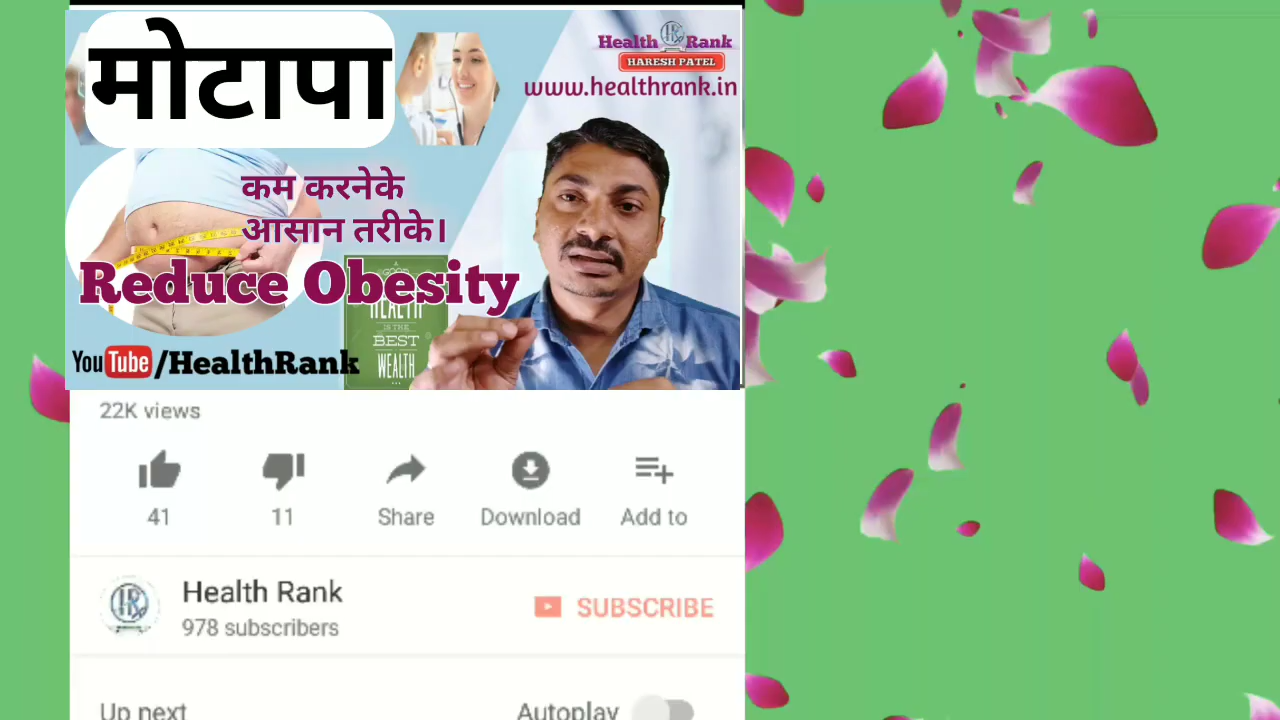 मोटापा
Health Rank
HARESH PATEL
www.healthrank.in
कम करनेके
आसान तरीके।
Reduce Obesity
A
GOOD
HEALTH
IS THE
BEST
WEALTH
YouTube/HealthRank
22K views
41
11
Share
Download
Add to
Health Rank
978 subscribers
SUBSCRIBE
Up next
Autoplay